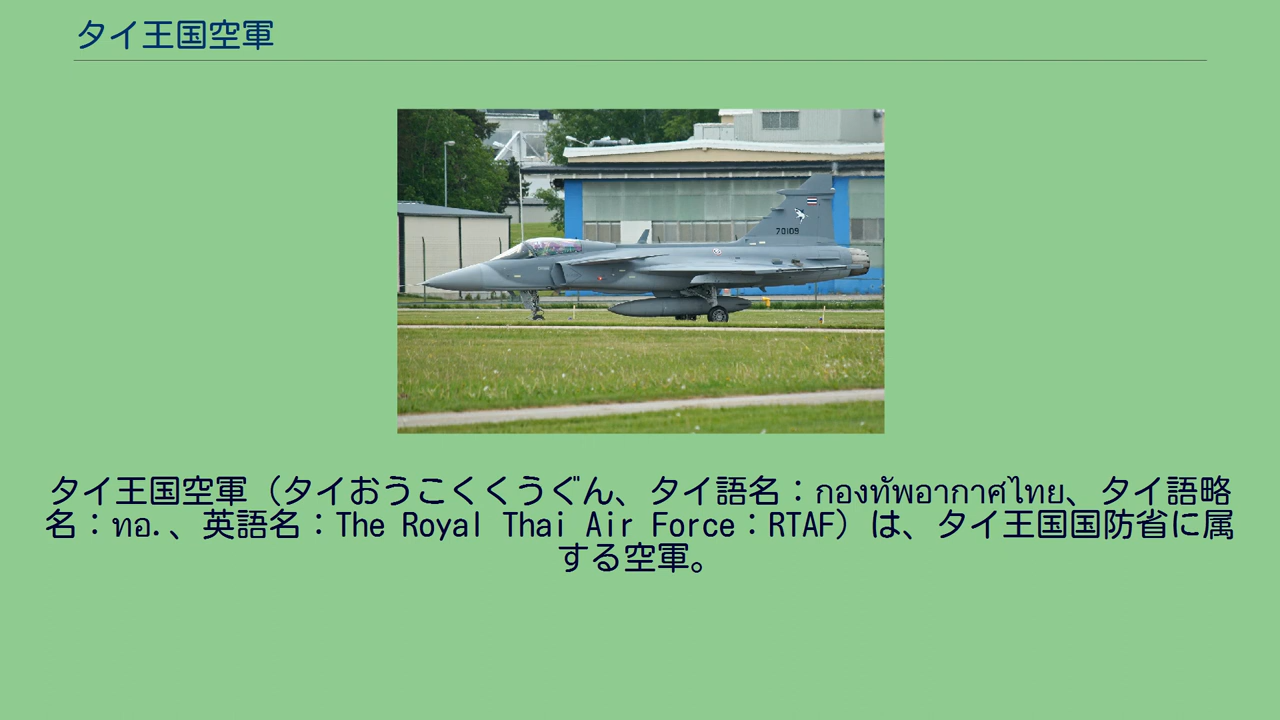 タイ王国空軍
70109
タイ王国空軍（タイおうこくくうぐん、タイ語名：กองทัพอากาศไทย、タイ語略
名：ทอ.、英語名：The Royal Thai Air Force：RTAF）は、タイ王国国防省に属
する空軍。